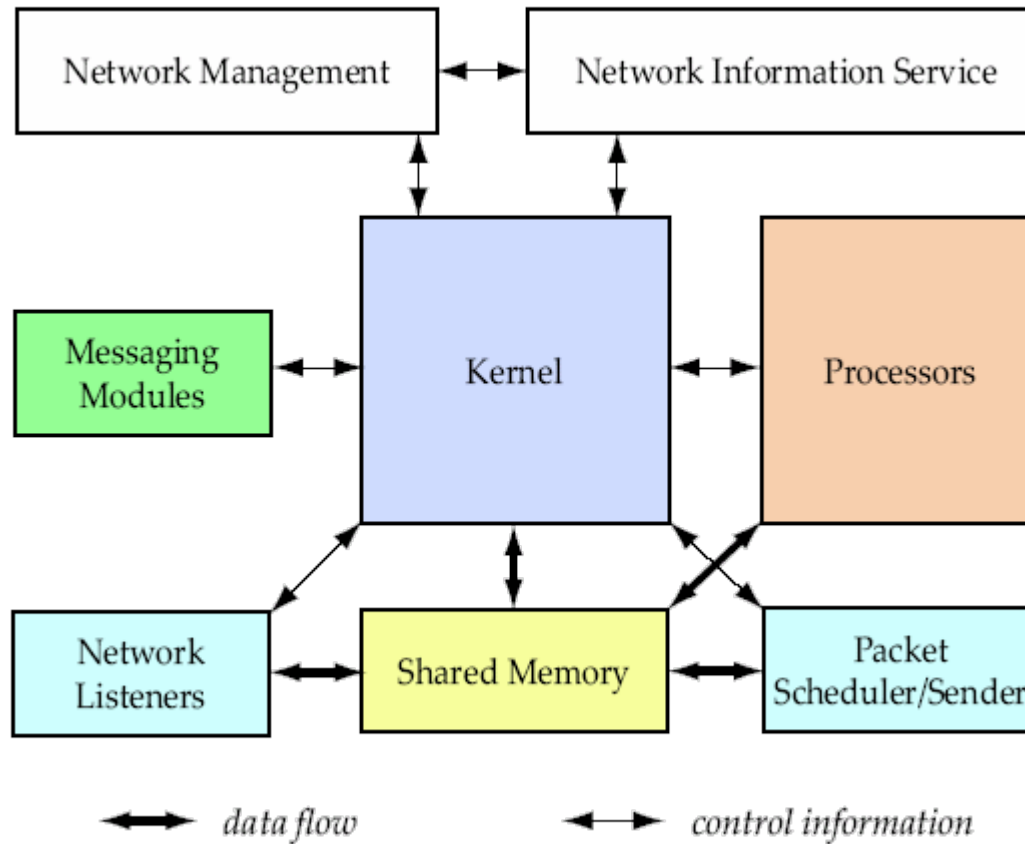 Network Management
Network Information Service
Messaging
Modules
Kernel
Processors
Network
Listeners
Shared Memory
Packet
Scheduler/Sender
data flow
control information